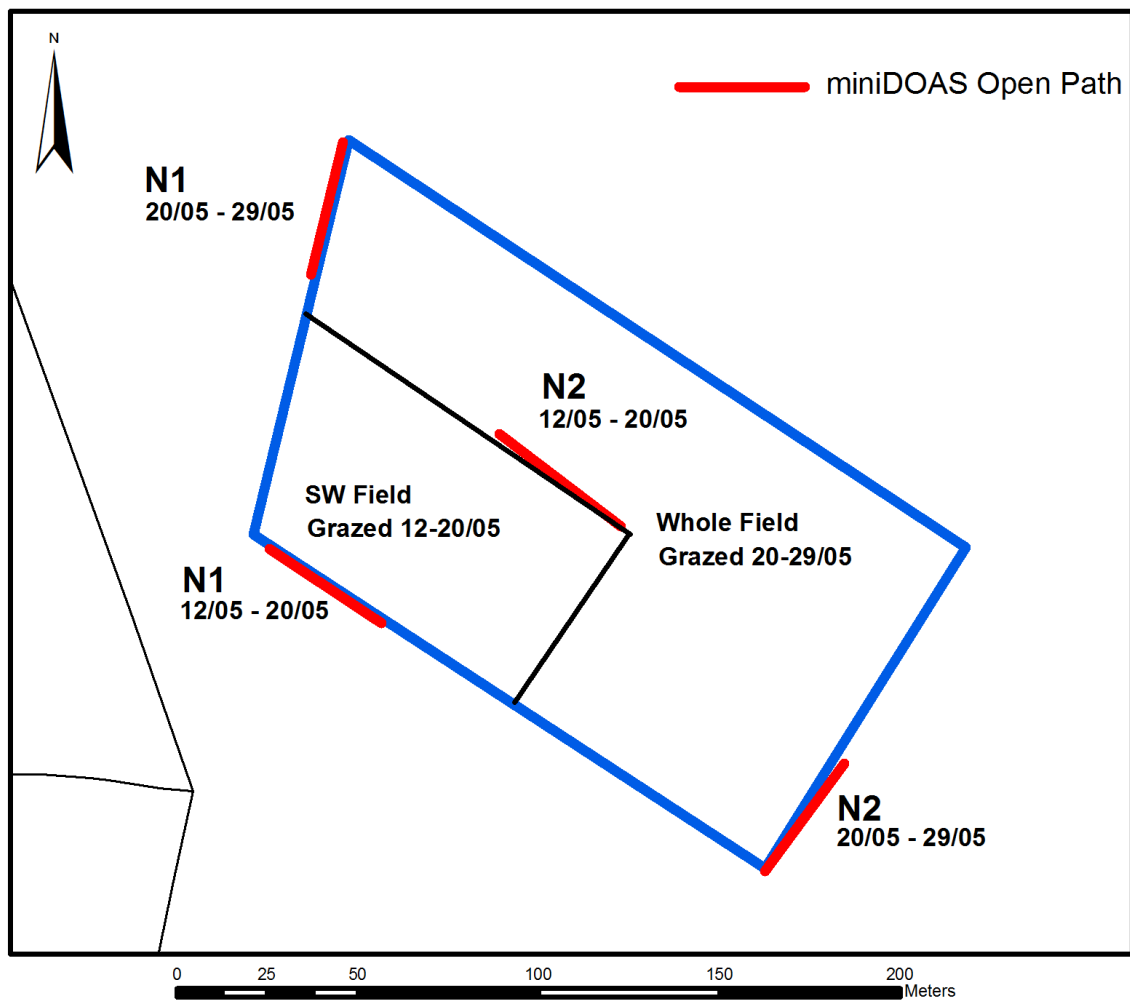 N
miniDOAS Open Path
N1
20/05 - 29/05
N2
12/05 - 20/05
SW Field
Grazed 12-20/05
Whole Field
Grazed 20-29/05
N1
12/05 - 20/05
N2
20/05 - 29/05
0 25 50 100 150 200
Meters